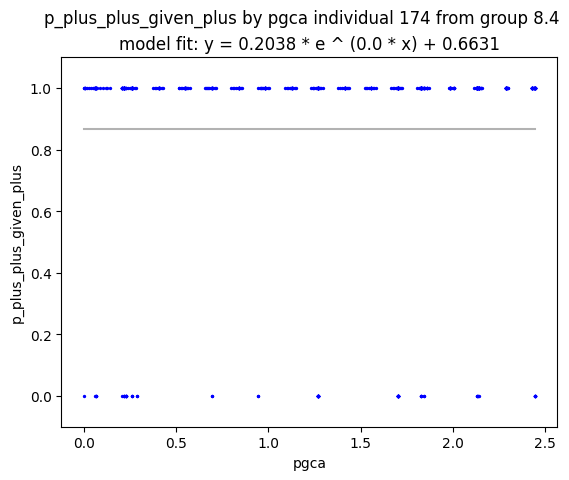 p_plus_plus_given_plus by pgca individual 174 from group 8.4
model fit: y = 0.2038 * e ^ (0.0 * x) + 0.6631
p_plus_plus_given_plus
1.0
0.8
0.6
0.4
0.2
0.0
0.0 0.5 1.0 1.5 2.0 2.5
pgca